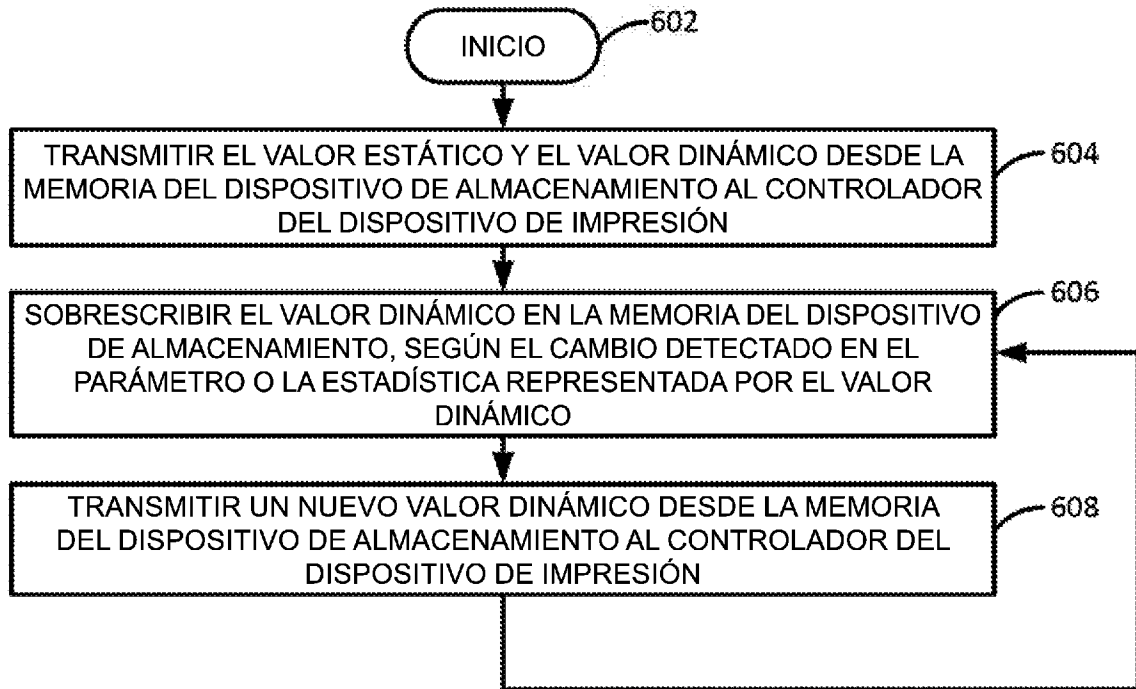 INICIO
602
TRANSMITIR EL VALOR ESTÁTICO Y EL VALOR DINÁMICO DESDE LA
MEMORIA DEL DISPOSITIVO DE ALMACENAMIENTO AL CONTROLADOR
DEL DISPOSITIVO DE IMPRESIÓN
604
SOBRESCRIBIR EL VALOR DINÁMICO EN LA MEMORIA DEL DISPOSITIVO
DE ALMACENAMIENTO, SEGÚN EL CAMBIO DETECTADO EN EL
PARÁMETRO O LA ESTADÍSTICA REPRESENTADA POR EL VALOR
DINÁMICO
606
TRANSMITIR UN NUEVO VALOR DINÁMICO DESDE LA MEMORIA
DEL DISPOSITIVO DE ALMACENAMIENTO AL CONTROLADOR DEL
DISPOSITIVO DE IMPRESIÓN
608